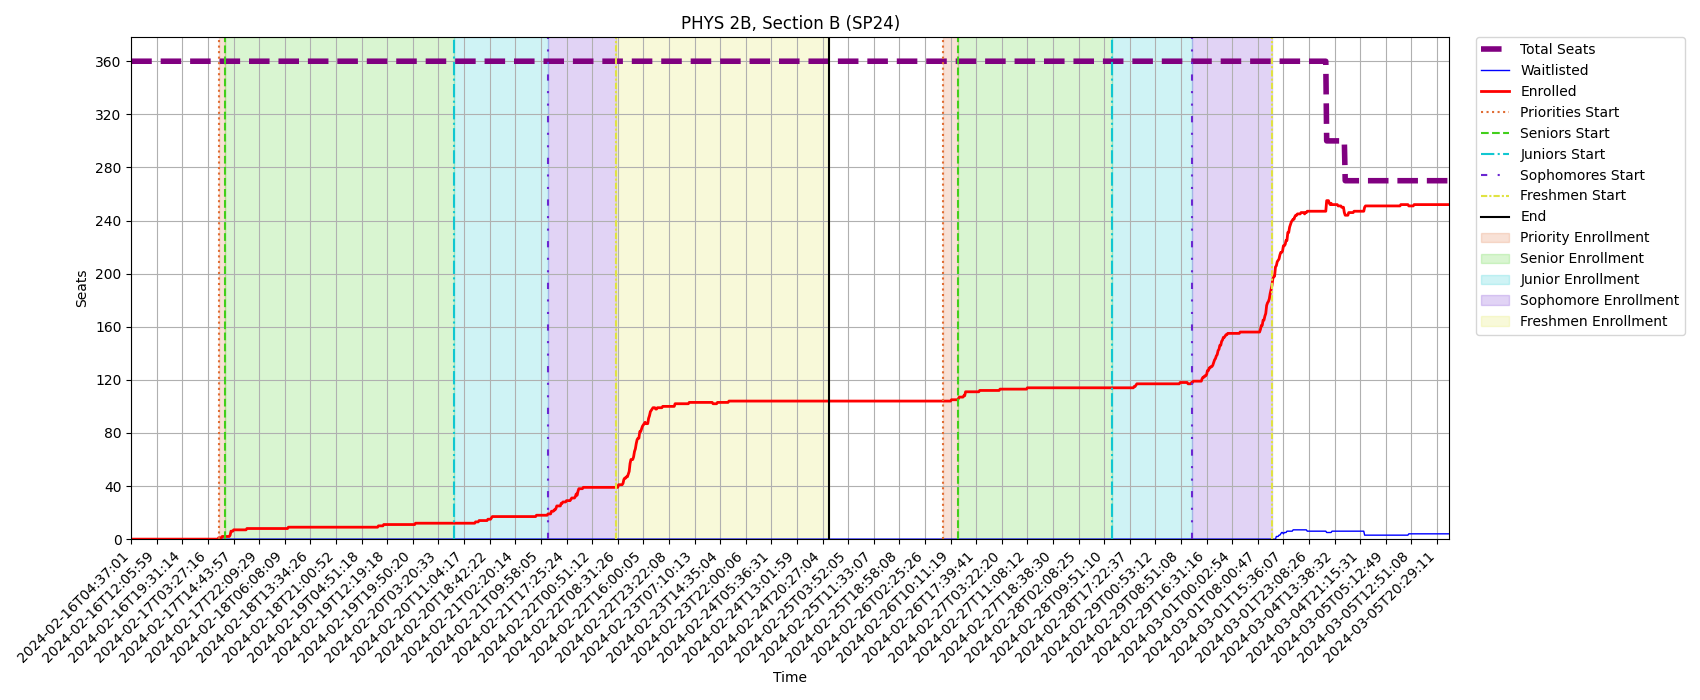 PHYS 2B, Section B (SP24)
Seats
360
320
280
240
200
160
120
80
40
0
2024-02-16T04:37:01
2024-02-16T12:05:59
2024-02-16T19:31:14
2024-02-17T03:27:16
2024-02-17T14:43:57
2024-02-17T22:09:29
2024-02-18T06:08:09
2024-02-18T13:34:26
2024-02-18T21:00:52
2024-02-19T04:51:18
2024-02-19T12:19:18
2024-02-19T19:50:20
2024-02-20T03:20:33
2024-02-20T11:04:17
2024-02-20T18:42:22
2024-02-21T02:20:14
2024-02-21T09:58:05
2024-02-21T17:25:24
2024-02-22T00:51:12
2024-02-22T08:31:26
2024-02-22T16:00:05
2024-02-22T23:22:08
2024-02-23T07:10:13
2024-02-23T14:35:04
2024-02-23T22:00:06
2024-02-24T05:36:31
2024-02-24T13:01:59
2024-02-24T20:27:04
2024-02-25T03:52:05
2024-02-25T11:33:07
2024-02-25T18:58:08
2024-02-26T02:25:26
2024-02-26T10:11:19
2024-02-26T17:39:41
2024-02-27T01:22:20
2024-02-27T11:08:12
2024-02-27T18:38:30
2024-02-28T02:08:25
2024-02-28T09:51:10
2024-02-28T17:22:37
2024-02-29T00:53:12
2024-02-29T08:51:08
2024-02-29T16:31:16
2024-03-01T00:02:54
2024-03-01T08:00:47
2024-03-01T15:36:07
2024-03-01T23:08:26
2024-03-04T13:38:32
2024-03-04T21:15:31
2024-03-05T05:12:49
2024-03-05T12:51:08
2024-03-05T20:29:11
Time
Total Seats
Waitlisted
Enrolled
Priorities Start
Seniors Start
Juniors Start
Sophomores Start
Freshmen Start
End
Priority Enrollment
Senior Enrollment
Junior Enrollment
Sophomore Enrollment
Freshmen Enrollment